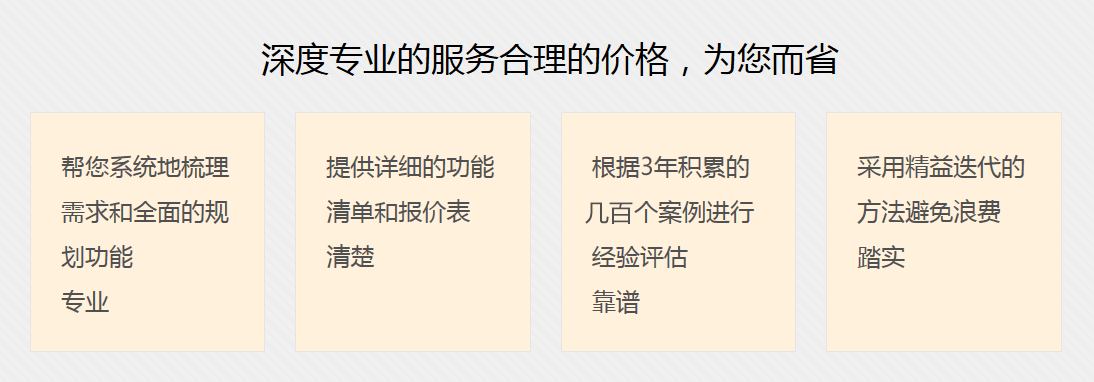 深度专业的服务合理的价格，为您而省
帮您系统地梳理
需求和全面的规
划功能
专业
提供详细的功能
清单和报价表
清楚
根据3年积累的
几百个案例进行
经验评估
靠谱
采用精益迭代的
方法避免浪费
踏实